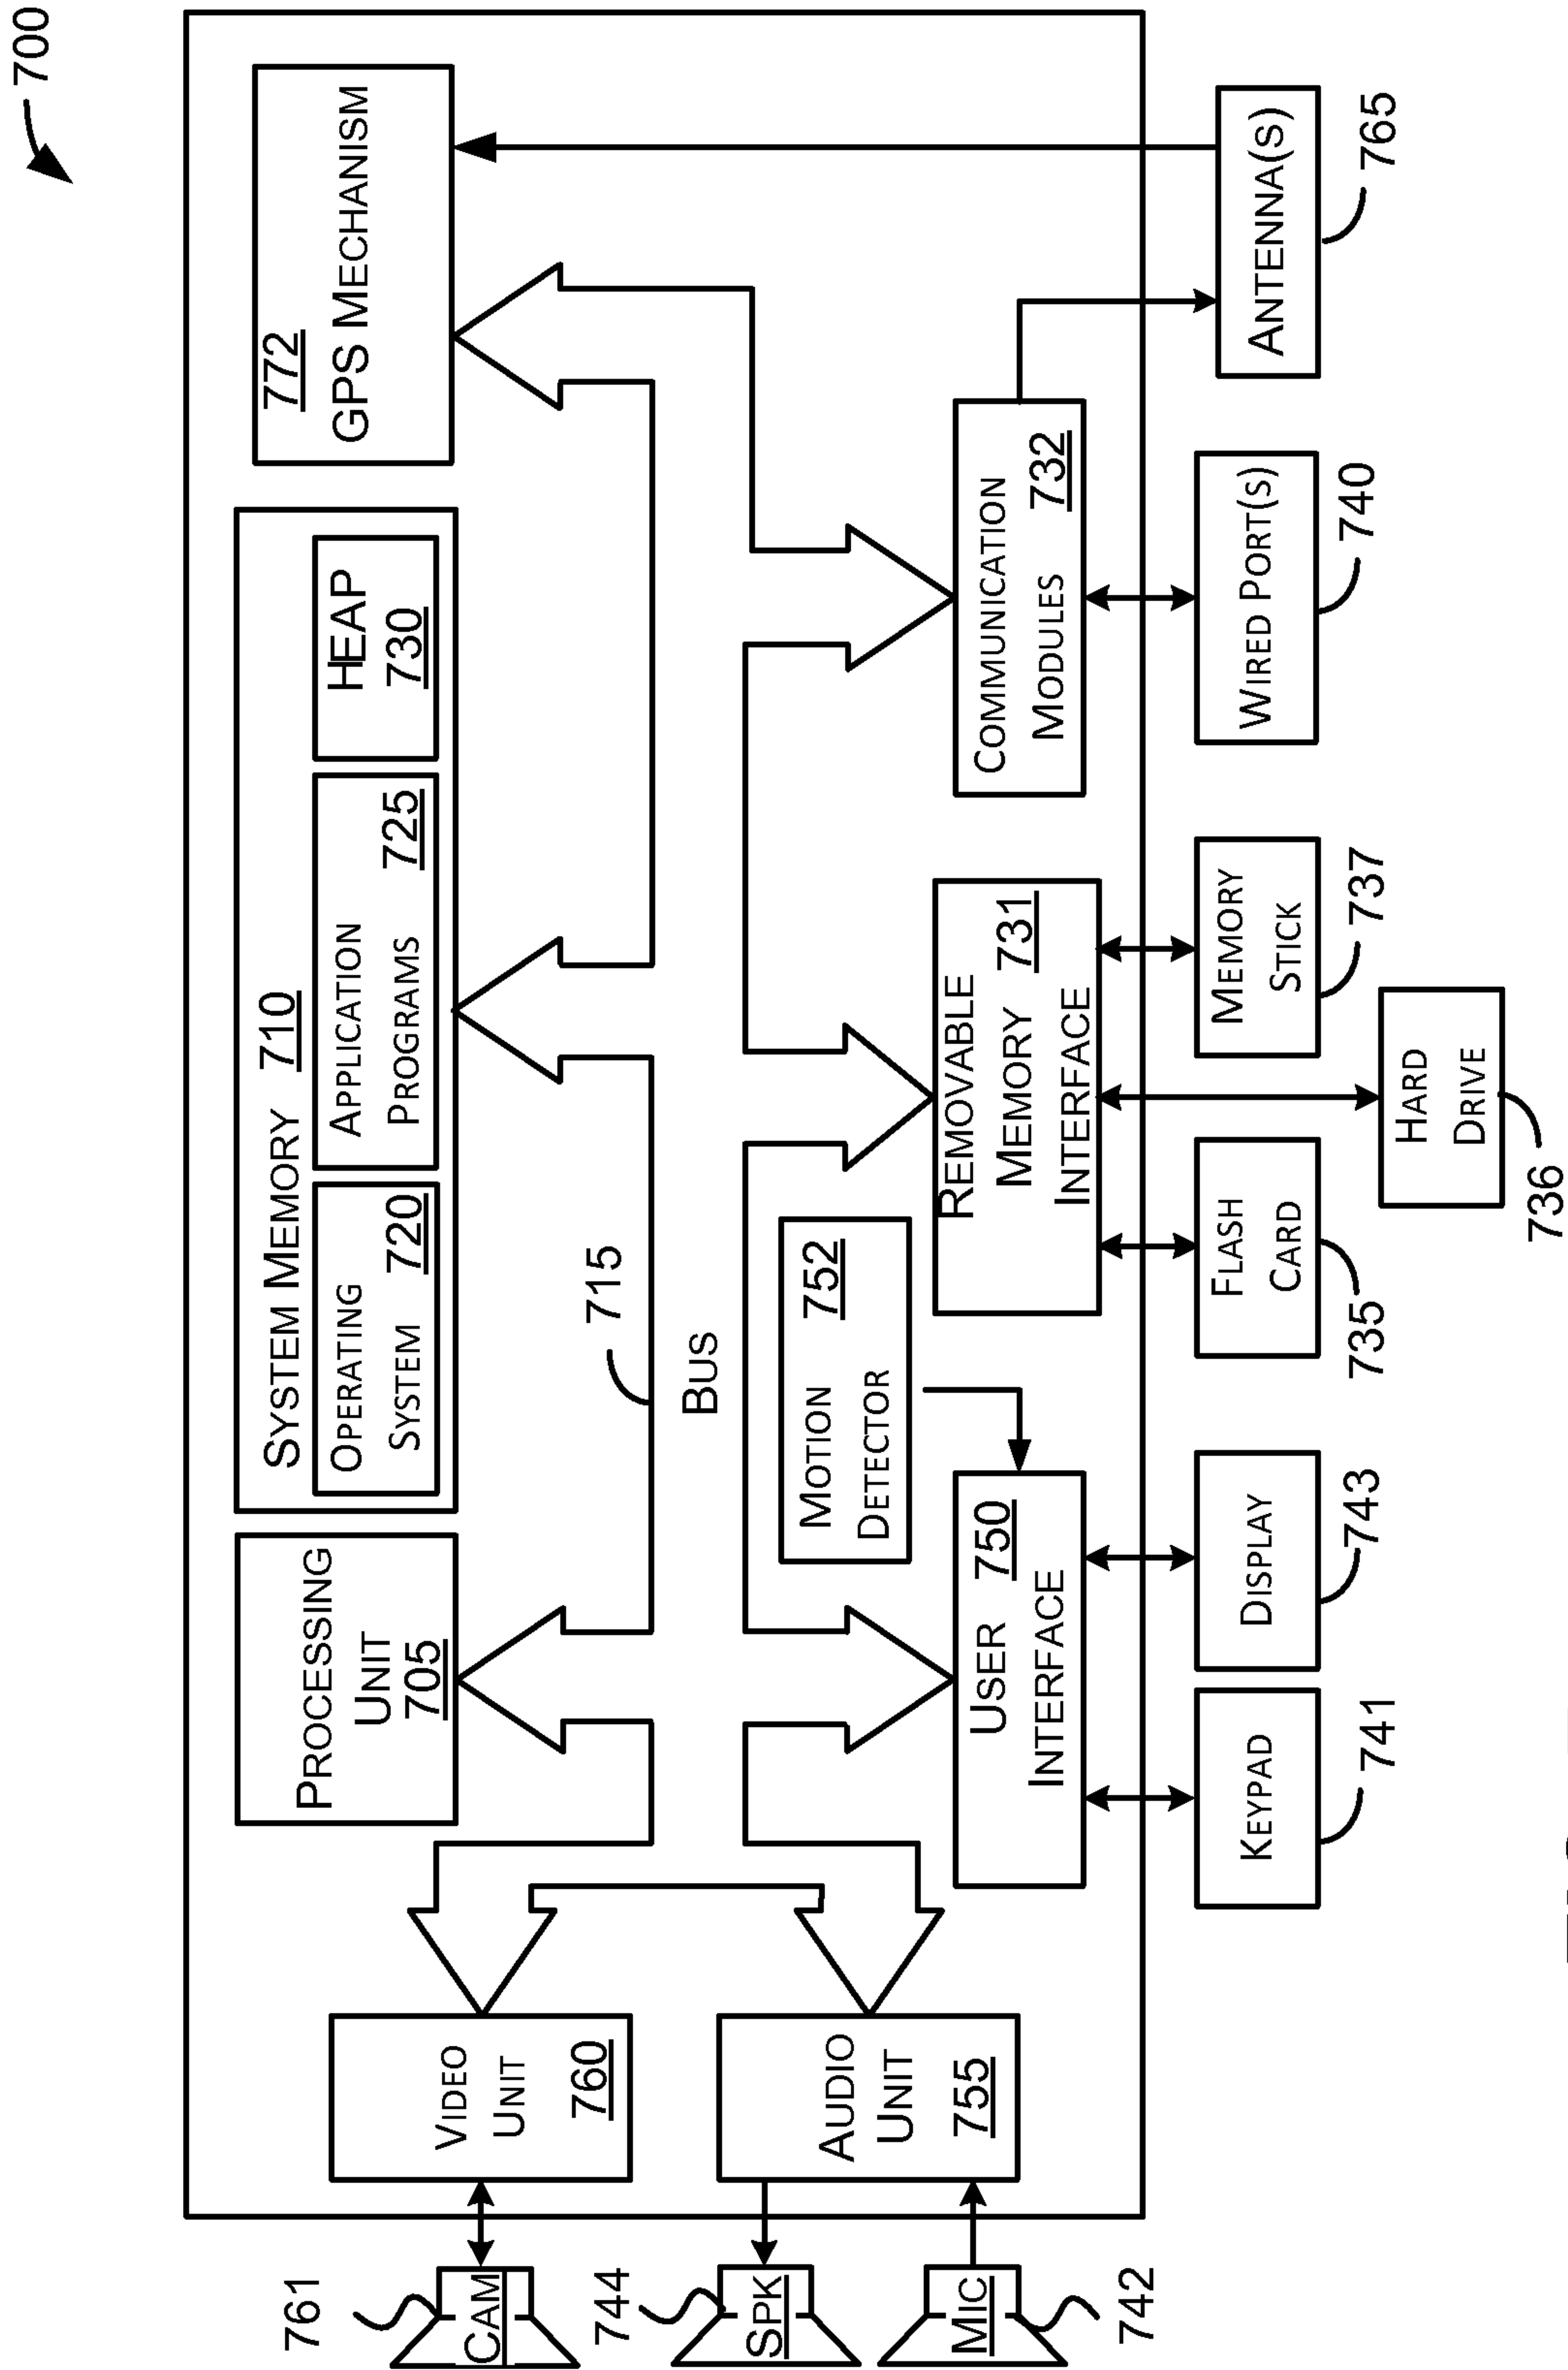 700
PROCESSING
UNIT
705
SYSTEM MEMORY 710
OPERATING
SYSTEM
720
APPLICATION
PROGRAMS
725
HEAP
730
772
GPS MECHANISM
VIDEO
UNIT
760
AUDIO
UNIT
755
761
CAM
744
SPK
MIC
742
715
BUS
MOTION
DETECTOR
752
USER
INTERFACE
750
REMOVABLE
MEMORY
INTERFACE
731
COMMUNICATION
MODULES
732
KEYPAD
741
DISPLAY
743
FLASH
CARD
735
HARD
DRIVE
736
MEMORY
STICK
737
WIRED PORT(S)
740
ANTENNA(S)
765